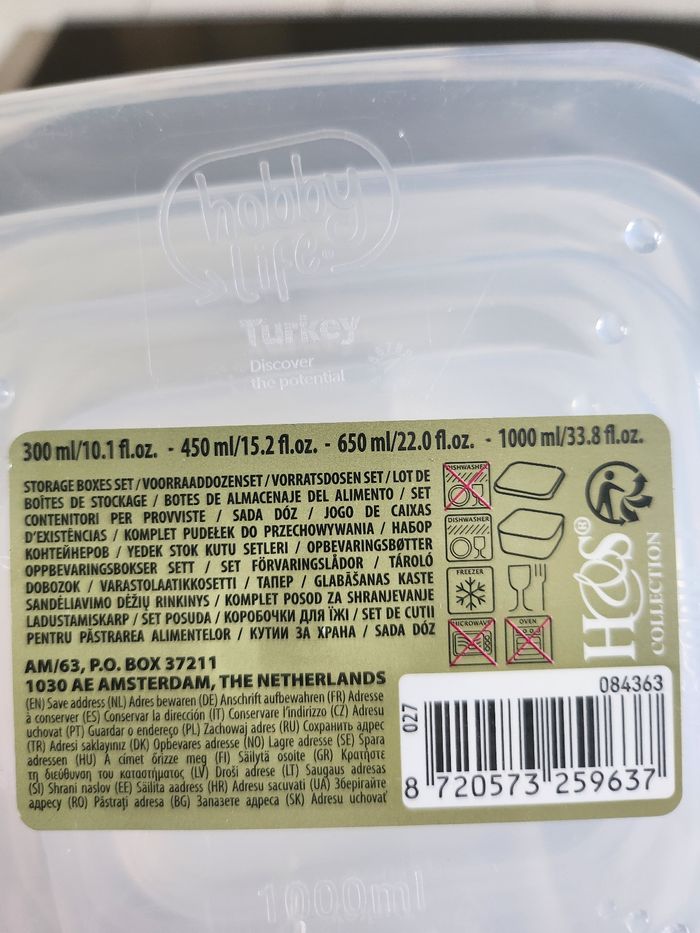 hobby
life.
Turkey
Discover
the potential
300 ml/10.1 fl.oz. - 450 ml/15.2 fl.oz. - 650 ml/22.0 fl.oz. - 1000 ml/33.8 fl.oz.
STORAGE BOXES SET / VOORRAADDOZENSET / VORRATSDOSEN SET / LOT DE
BOÎTES DE STOCKAGE / BOTES DE ALMACENAJE DEL ALIMENTO / SET
CONTENITORI PER PROVVISTE / SADA DÓZ / JOGO DE CAIXAS
D'EXISTÊNCIAS / KOMPLET PUDEŁEK DO PRZECHOWYWANIA / НАБОР
КОНТЕЙНЕРОВ / YEDEK STOK KUTU SETLERI / OPBEVARINGSBØTTER
OPPBEVARINGSBOKSER SETT / SET FÖRVARINGSLÅDOR / TÁROLÓ
DOBOZOK / VARASTOLAATIKKOSETTI / ТАПЕР / GLABĀŠANAS KASTE
SANDĖLIAVIMO DĖŽIŲ RINKINYS / KOMPLET POSOD ZA SHRANJEVANJE
LADUSTAMISKARP / SET POSUDA / КОРОБОЧКИ ДЛЯ ЇЖІ / SET DE CUTII
PENTRU PĂSTRAREA ALIMENTELOR / КУТИИ ЗА ХРАНА / SADA DÓZ
DISHWASHER
DISHWASHER
FREEZER
MICROWAVE
OVEN
H&S®
COLLECTION
AM/63, P.O. BOX 37211
1030 AE AMSTERDAM, THE NETHERLANDS
(EN) Save address (NL) Adres bewaren (DE) Anschrift aufbewahren (FR) Adresse
à conserver (ES) Conservar la dirección (IT) Conservare l'indirizzo (CZ) Adresu
uchovat (PT) Guardar o endereço (PL) Zachowaj adres (RU) Сохранить адрес
(TR) Adresi saklayınız (DK) Opbevares adresse (NO) Lagre adresse (SE) Spara
adressen (HU) A címet őrizze meg (FI) Säilytä osoite (GR) Κρατήστε
τη διεύθυνση του καταστήματος (LV) Droši adrese (LT) Saugaus adresas
(SI) Shrani naslov (EE) Säilita aadress (HR) Adresu sacuvati (UA) Зберігайте
адресу (RO) Păstrați adresa (BG) Запазете адреса (SK) Adresu uchovať
084363
027
8 720573 259637
1000ml